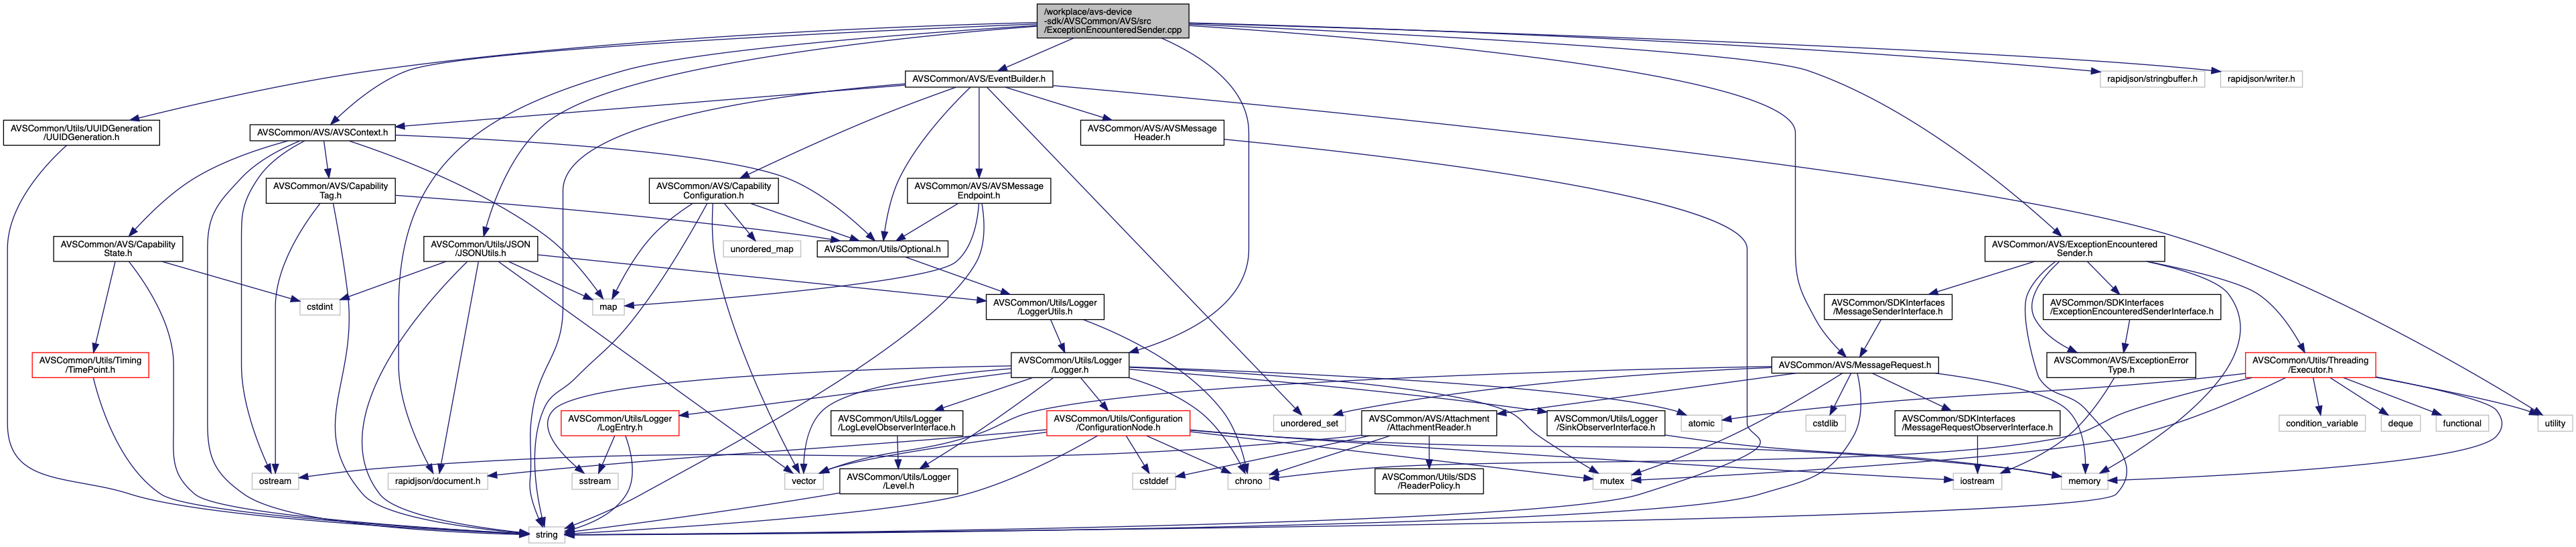 /workplace/avs-device
-sdk/AVSCommon/AVS/src
/ExceptionEncounteredSender.cpp
AVSCommon/AVS/EventBuilder.h
rapidjson/stringbuffer.h
rapidjson/writer.h
AVSCommon/Utils/UUIDGeneration
/UUIDGeneration.h
AVSCommon/AVS/AVSContext.h
AVSCommon/AVS/AVSMessage
Header.h
AVSCommon/AVS/Capability
Tag.h
AVSCommon/AVS/Capability
Configuration.h
AVSCommon/AVS/AVSMessage
Endpoint.h
AVSCommon/AVS/Capability
State.h
AVSCommon/Utils/JSON
/JSONUtils.h
unordered_map
AVSCommon/Utils/Optional.h
AVSCommon/AVS/ExceptionEncountered
Sender.h
cstdint
map
AVSCommon/Utils/Logger
/LoggerUtils.h
AVSCommon/SDKInterfaces
/MessageSenderInterface.h
AVSCommon/SDKInterfaces
/ExceptionEncounteredSenderInterface.h
AVSCommon/Utils/Timing
/TimePoint.h
AVSCommon/Utils/Logger
/Logger.h
AVSCommon/AVS/MessageRequest.h
AVSCommon/AVS/ExceptionError
Type.h
AVSCommon/Utils/Threading
/Executor.h
AVSCommon/Utils/Logger
/LogEntry.h
AVSCommon/Utils/Logger
/LogLevelObserverInterface.h
AVSCommon/Utils/Configuration
/ConfigurationNode.h
unordered_set
AVSCommon/AVS/Attachment
/AttachmentReader.h
AVSCommon/Utils/Logger
/SinkObserverInterface.h
atomic
cstdlib
AVSCommon/SDKInterfaces
/MessageRequestObserverInterface.h
condition_variable
deque
functional
utility
ostream
rapidjson/document.h
sstream
vector
AVSCommon/Utils/Logger
/Level.h
cstddef
chrono
AVSCommon/Utils/SDS
/ReaderPolicy.h
mutex
iostream
memory
string